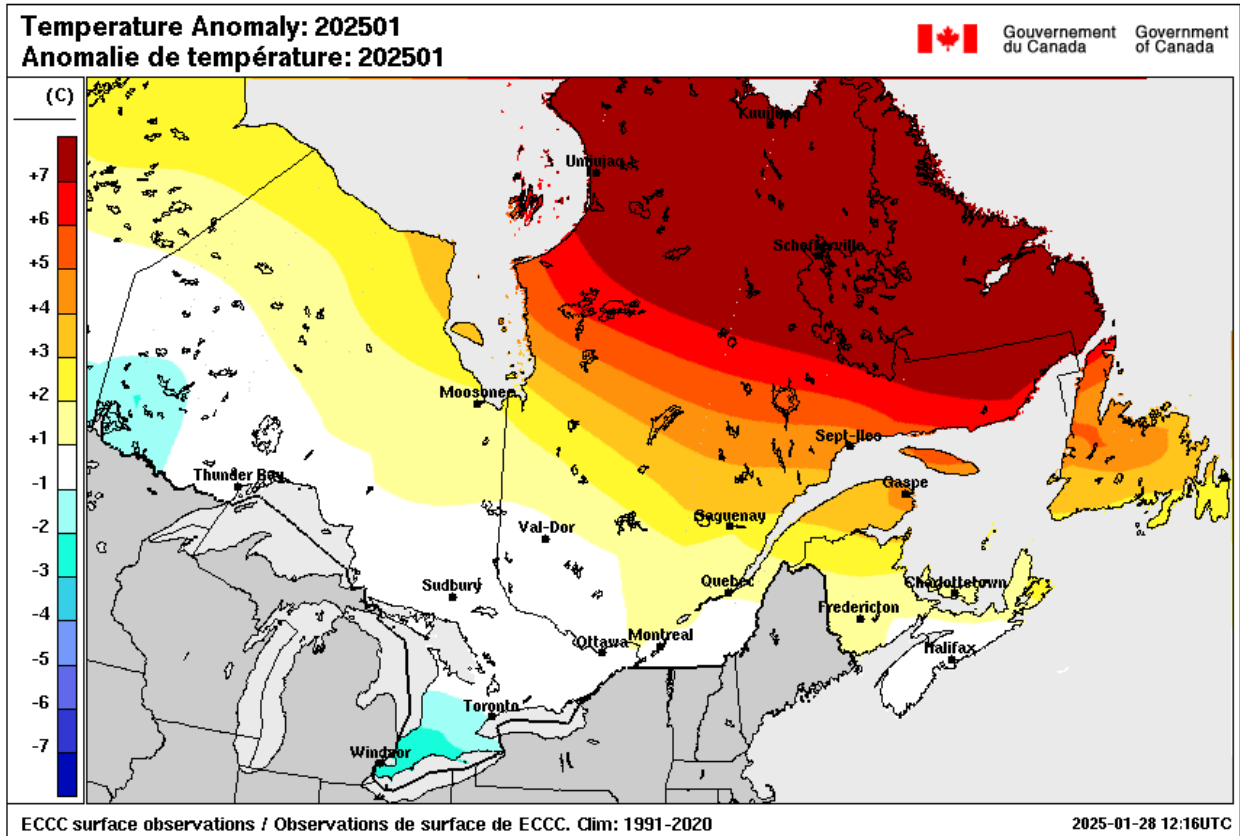 Temperature Anomaly: 202501
Anomalie de température: 202501
Gouvernement du Canada
Government of Canada
(C)
+7
+6
+5
+4
+3
+2
+1
-1
-2
-3
-4
-5
-6
-7
Kuujjuaq
Umiujaq
Schefferville
Moosonee
Sept-Iles
Thunder Bay
Gaspe
Saguenay
Val-Dor
Sudbury
Quebec
Charlottetown
Fredericton
Ottawa
Montreal
Halifax
Toronto
Windsor
ECCC surface observations / Observations de surface de ECCC. Clim: 1991-2020
2025-01-28 12:16UTC